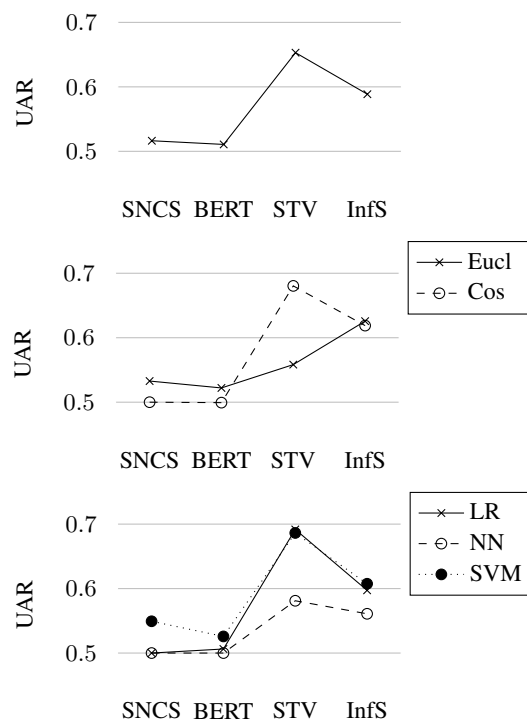 0.7
0.6
0.5
UAR
SNCS BERT STV InfS
Eucl
Cos
0.7
0.6
0.5
UAR
SNCS BERT STV InfS
LR
NN
SVM
0.7
0.6
0.5
UAR
SNCS BERT STV InfS